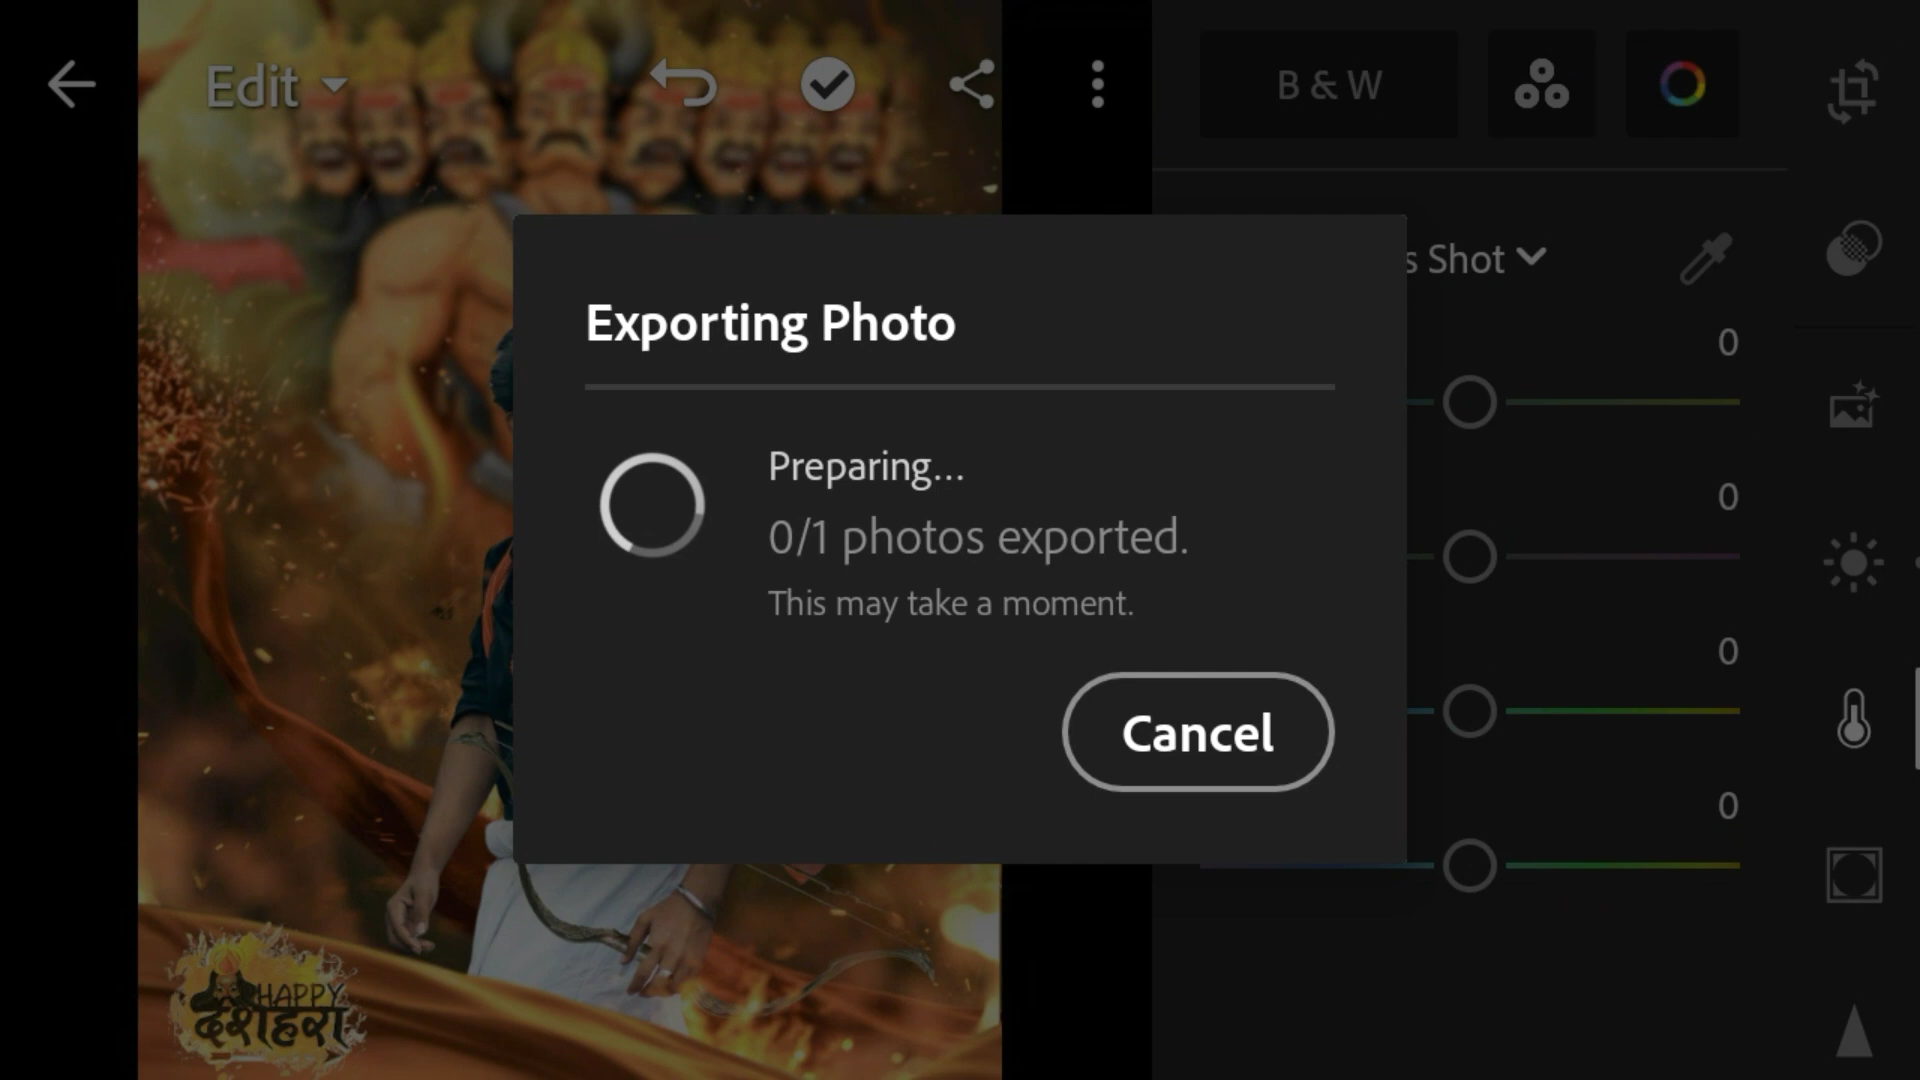 Edit
B & W
s Shot
Exporting Photo
0
Preparing...
0/1 photos exported.
This may take a moment.
0
0
Cancel
0
HAPPY
दशहरा